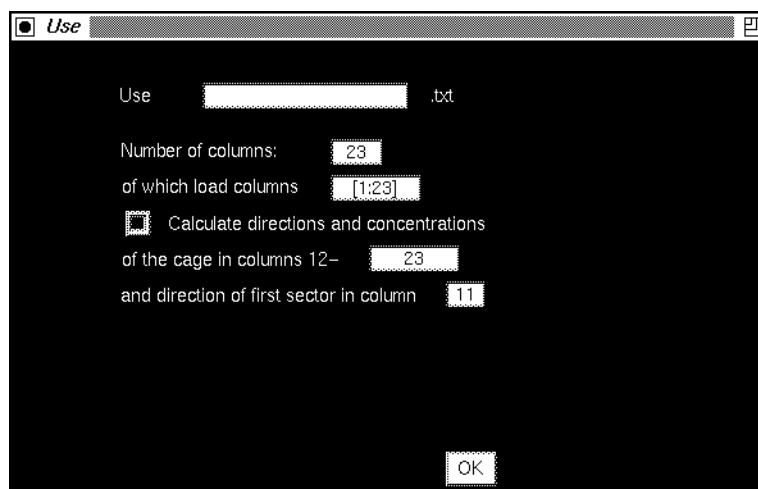 Use
Use .txt
Number of columns: 23
of which load columns [1:23]
Calculate directions and concentrations
of the cage in columns 12– 23
and direction of first sector in column 11
OK